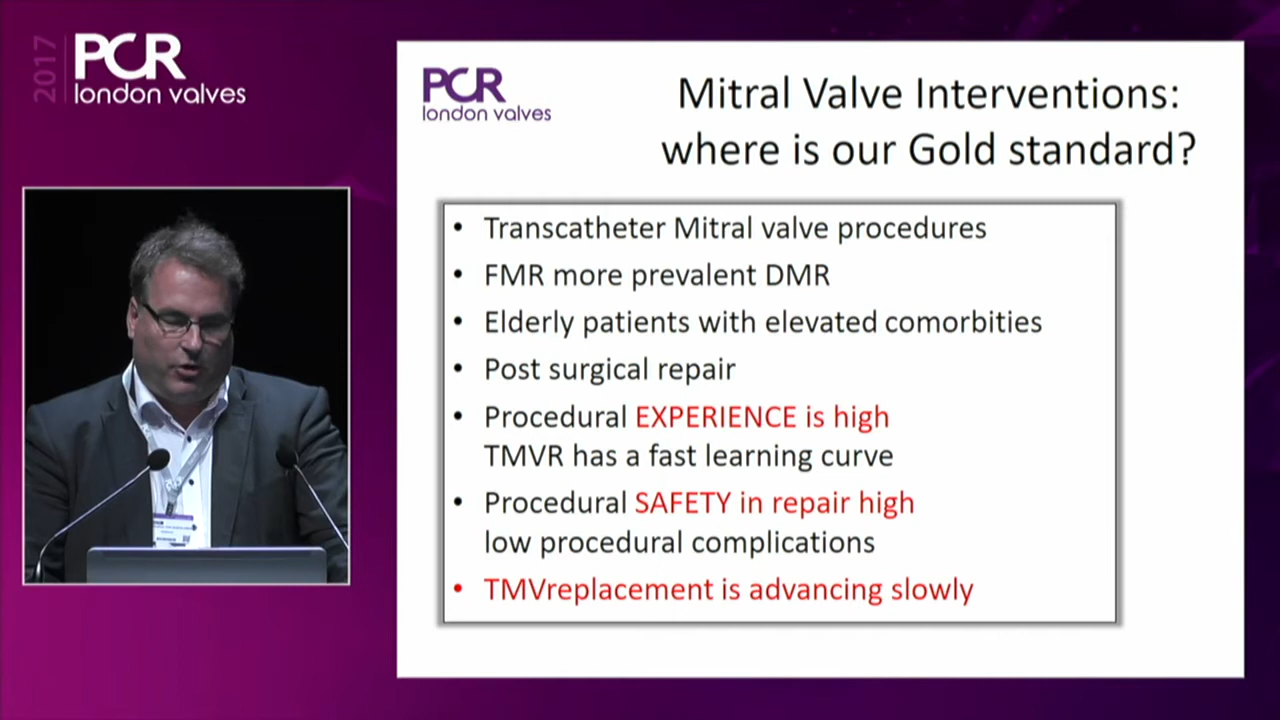 2017
PCR
london valves
PCR
london valves
Mitral Valve Interventions:
where is our Gold standard?
• Transcatheter Mitral valve procedures
• FMR more prevalent DMR
• Elderly patients with elevated comorbities
• Post surgical repair
• Procedural EXPERIENCE is high
TMVR has a fast learning curve
• Procedural SAFETY in repair high
low procedural complications
• TMVreplacement is advancing slowly